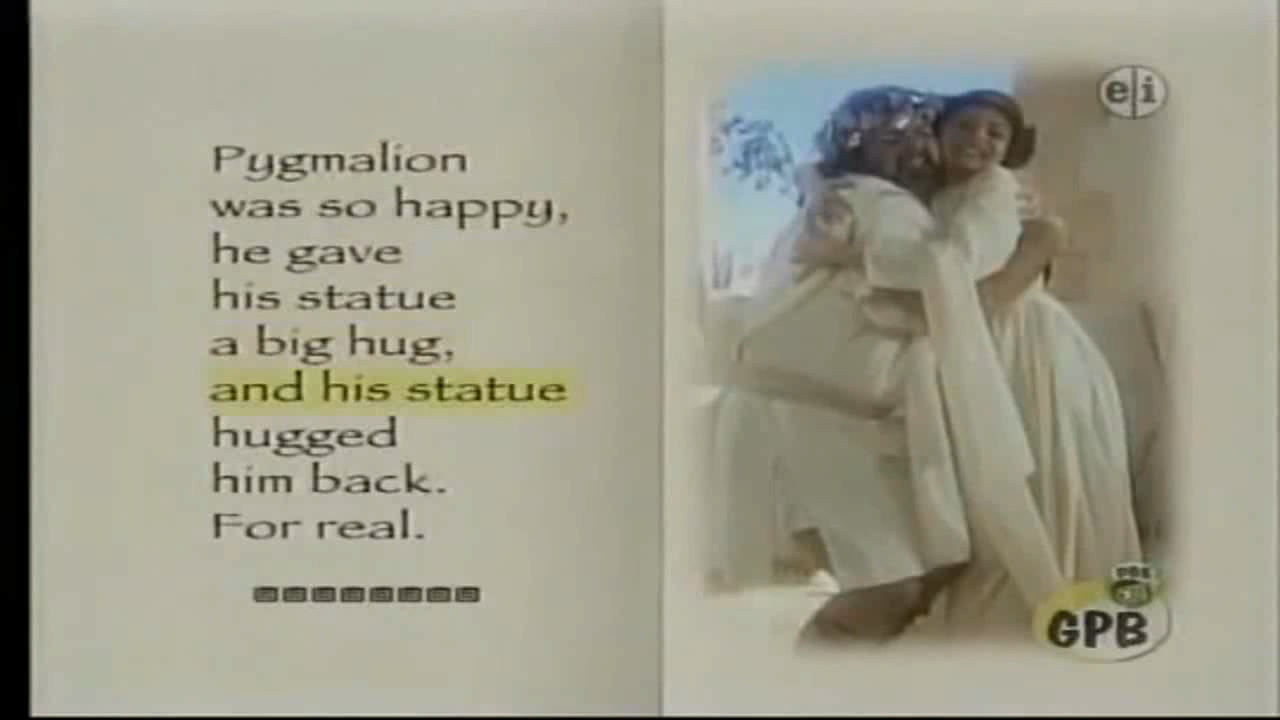 Pygmalion
was so happy,
he gave
his statue
a big hug,
and his statue
hugged
him back.
For real.
e|i
PBS
GPB